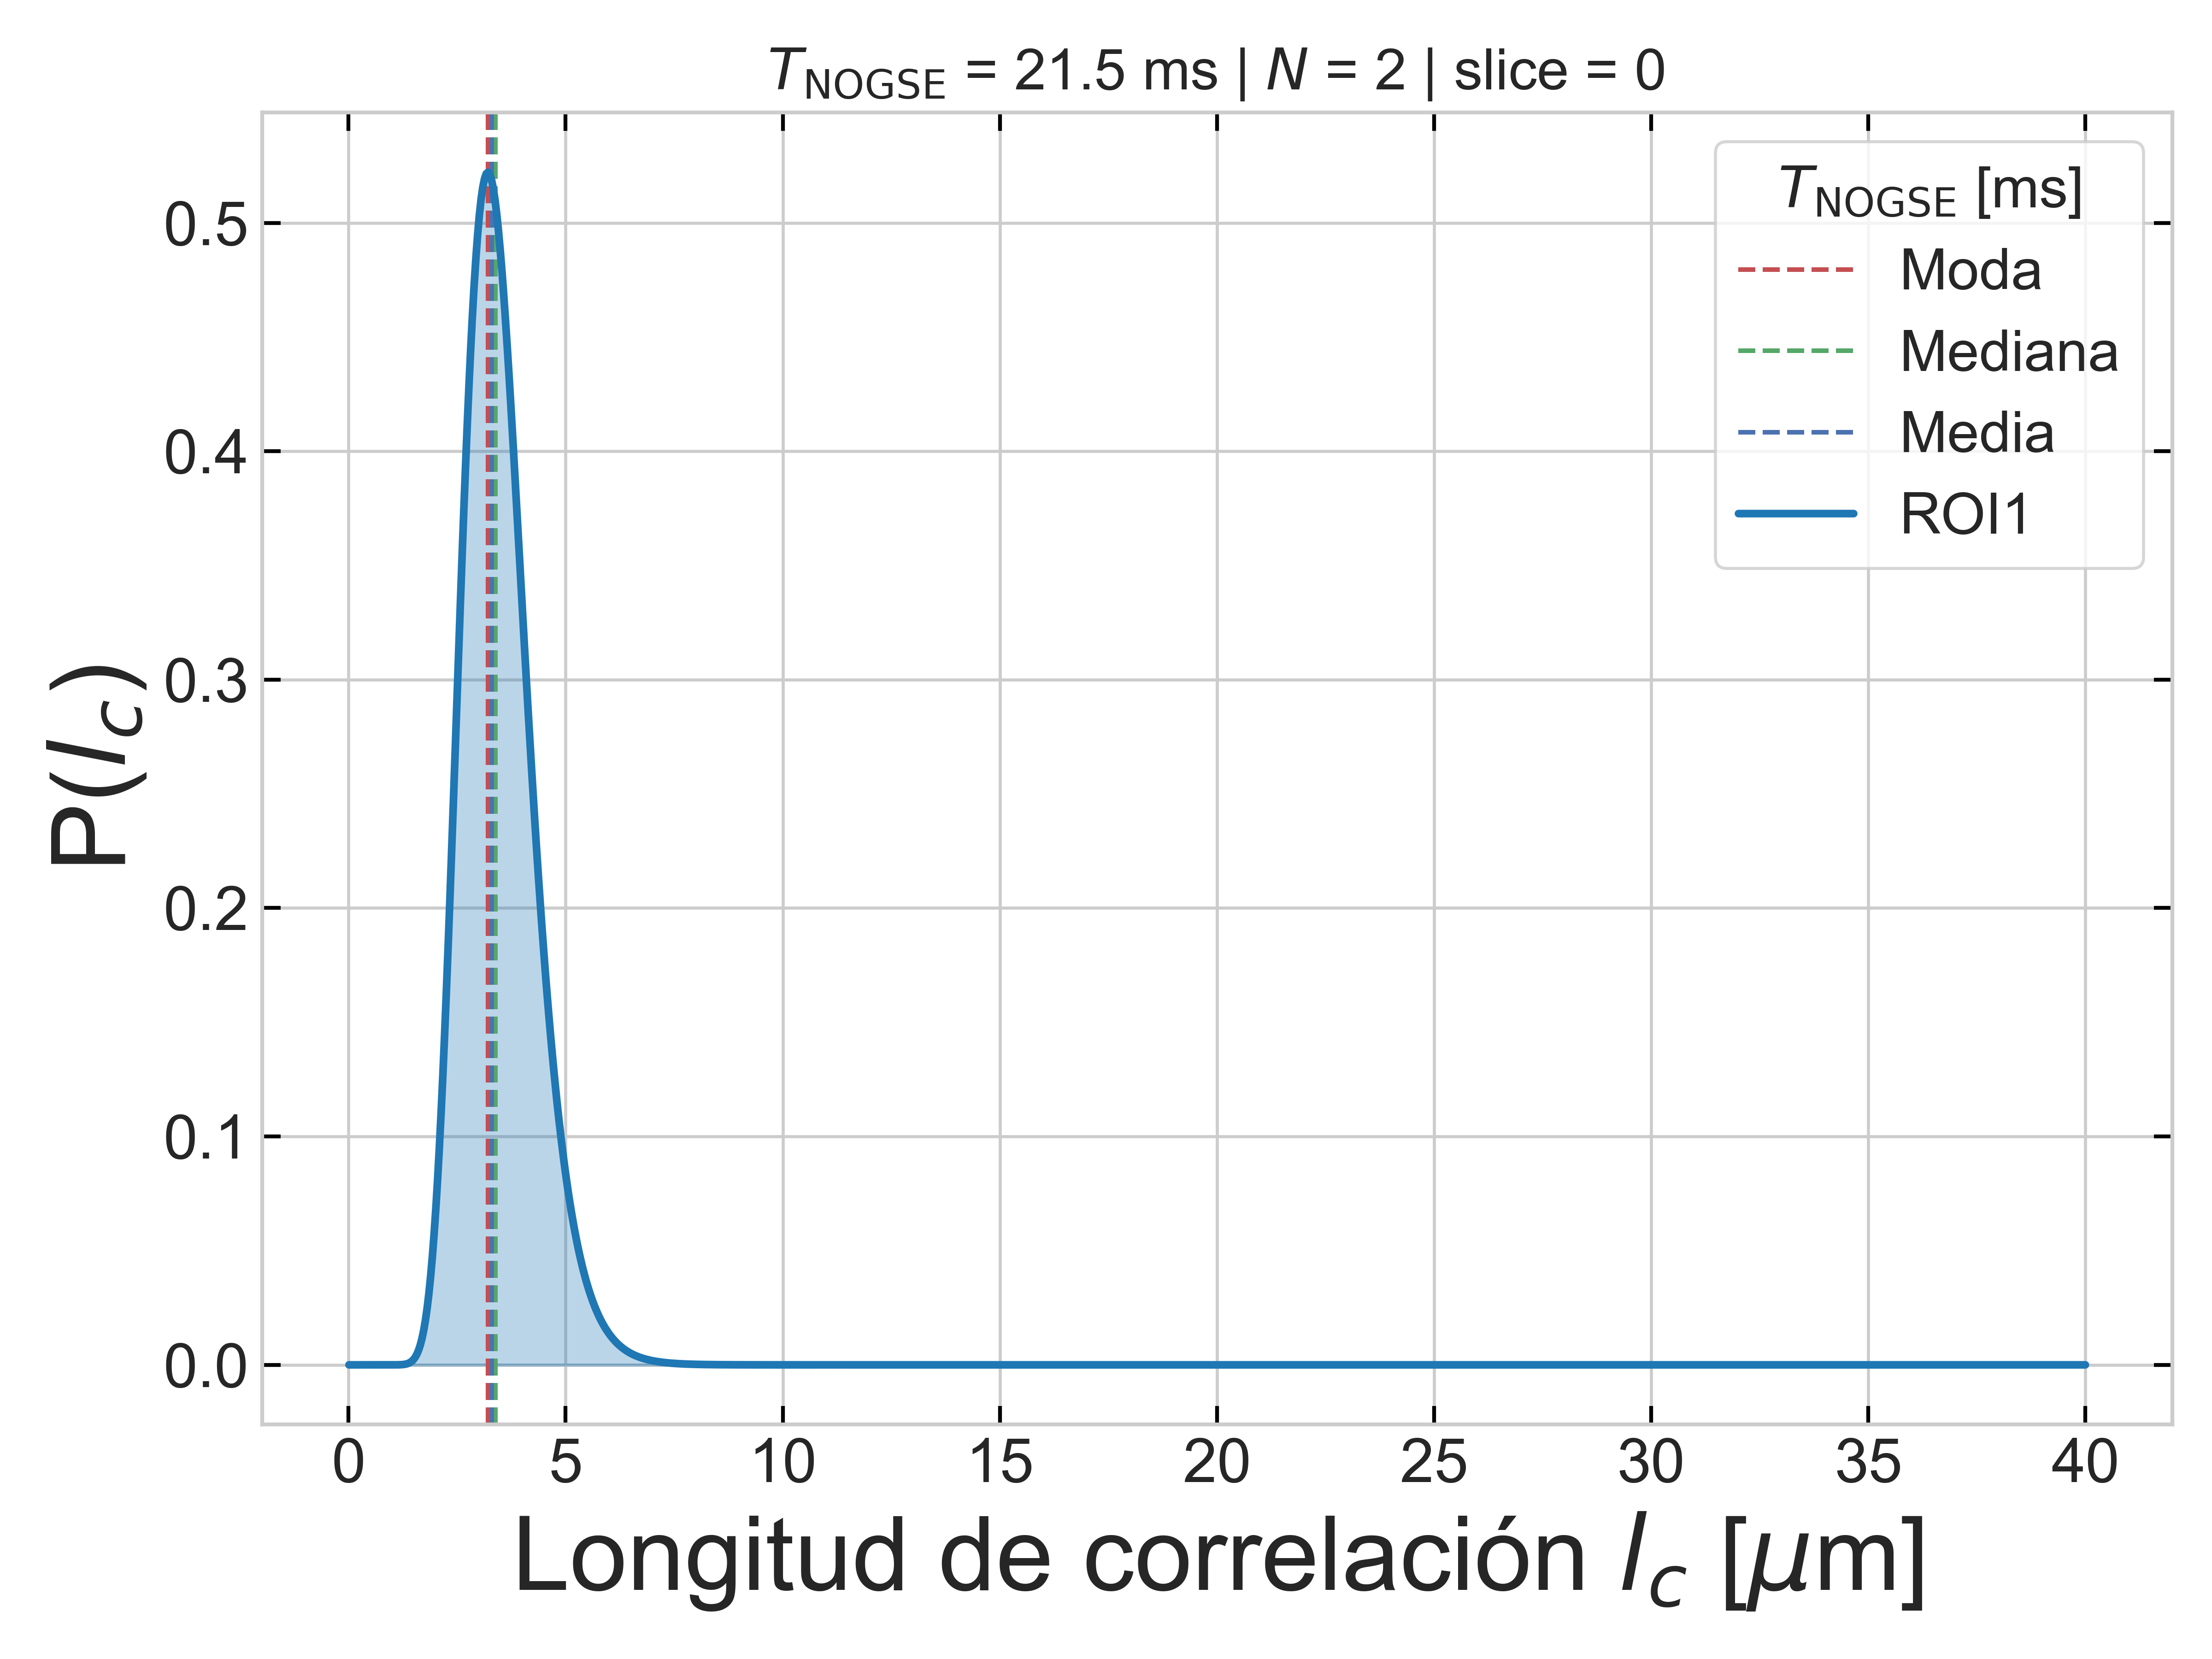 T_NOGSE = 21.5 ms | N = 2 | slice = 0
T_NOGSE [ms]
Moda
Mediana
Media
ROI1
P(l_c)
0.5
0.4
0.3
0.2
0.1
0.0
0 5 10 15 20 25 30 35 40
Longitud de correlación l_c [μm]